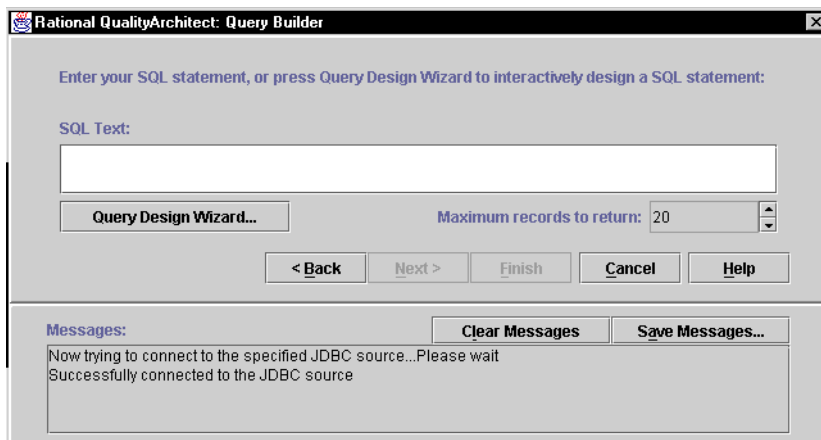 Rational QualityArchitect: Query Builder
Enter your SQL statement, or press Query Design Wizard to interactively design a SQL statement:
SQL Text:
Query Design Wizard...
Maximum records to return: 20
< Back
Next >
Finish
Cancel
Help
Messages:
Clear Messages
Save Messages...
Now trying to connect to the specified JDBC source...Please wait
Successfully connected to the JDBC source